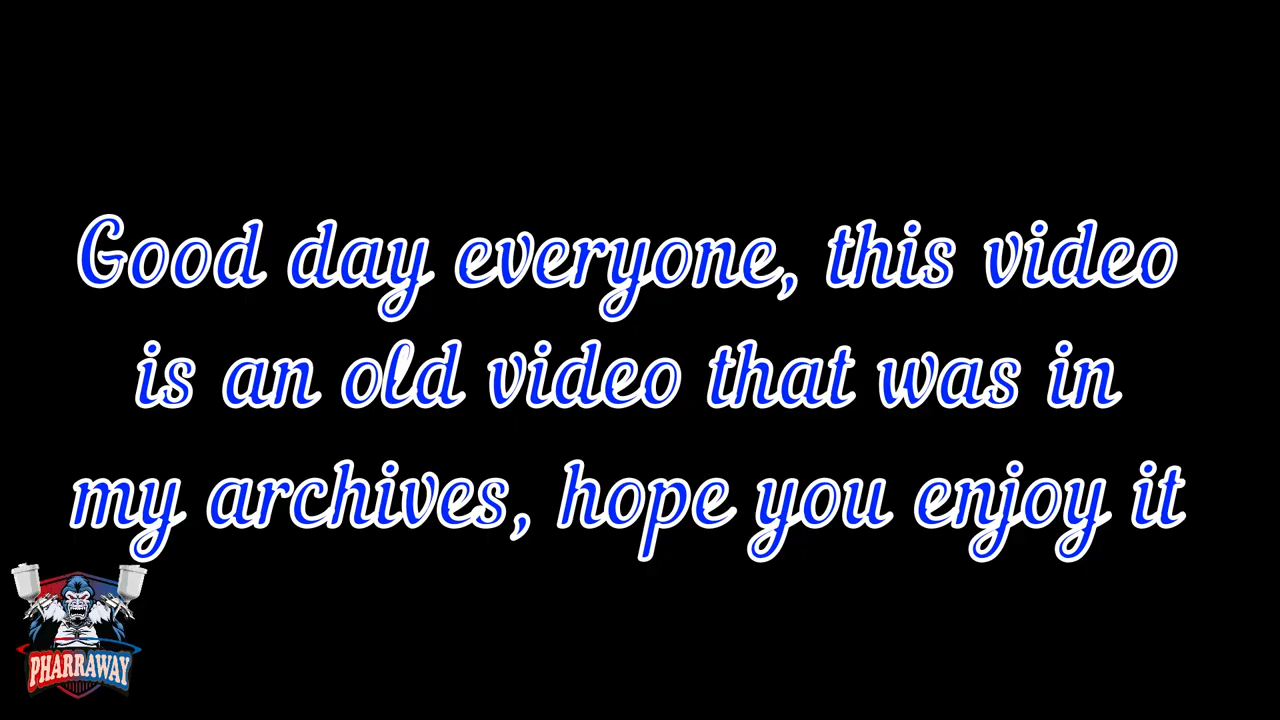 Good day everyone, this video
is an old video that was in
my archives, hope you enjoy it
PHARRAWAY